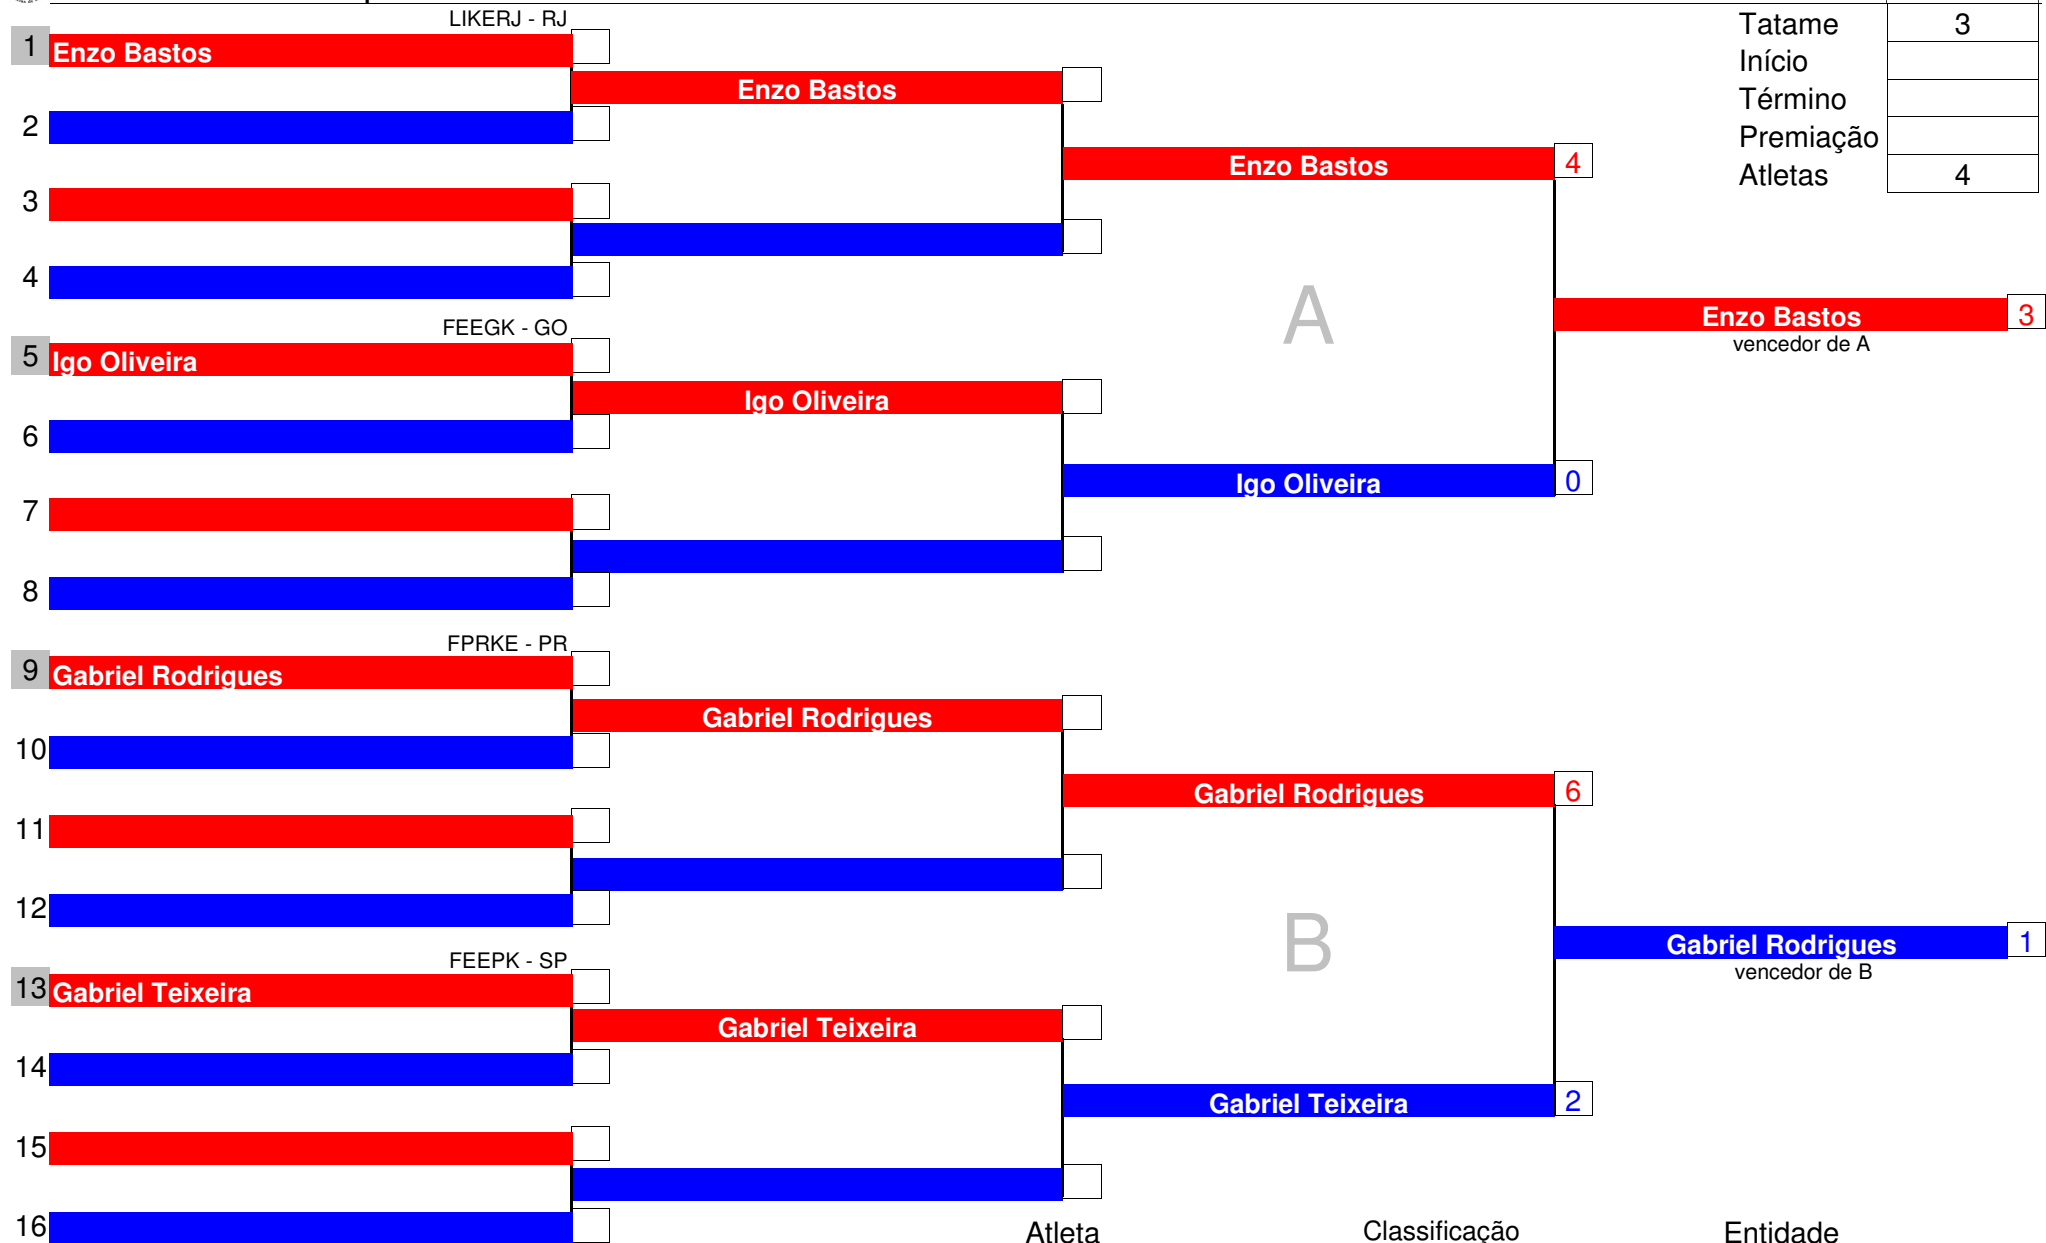 LIKERJ - RJ
Tatame 3
1 Enzo Bastos
Início
Enzo Bastos
Término
2
Premiação
Enzo Bastos 4
Atletas 4
3
4
A
Enzo Bastos 3
vencedor de A
FEEGK - GO
5 Igo Oliveira
Igo Oliveira
6
Igo Oliveira 0
7
8
FPRKE - PR
9 Gabriel Rodrigues
Gabriel Rodrigues
10
Gabriel Rodrigues 6
11
12
B
Gabriel Rodrigues 1
vencedor de B
FEEPK - SP
13 Gabriel Teixeira
Gabriel Teixeira
14
Gabriel Teixeira 2
15
16
Atleta Classificação Entidade